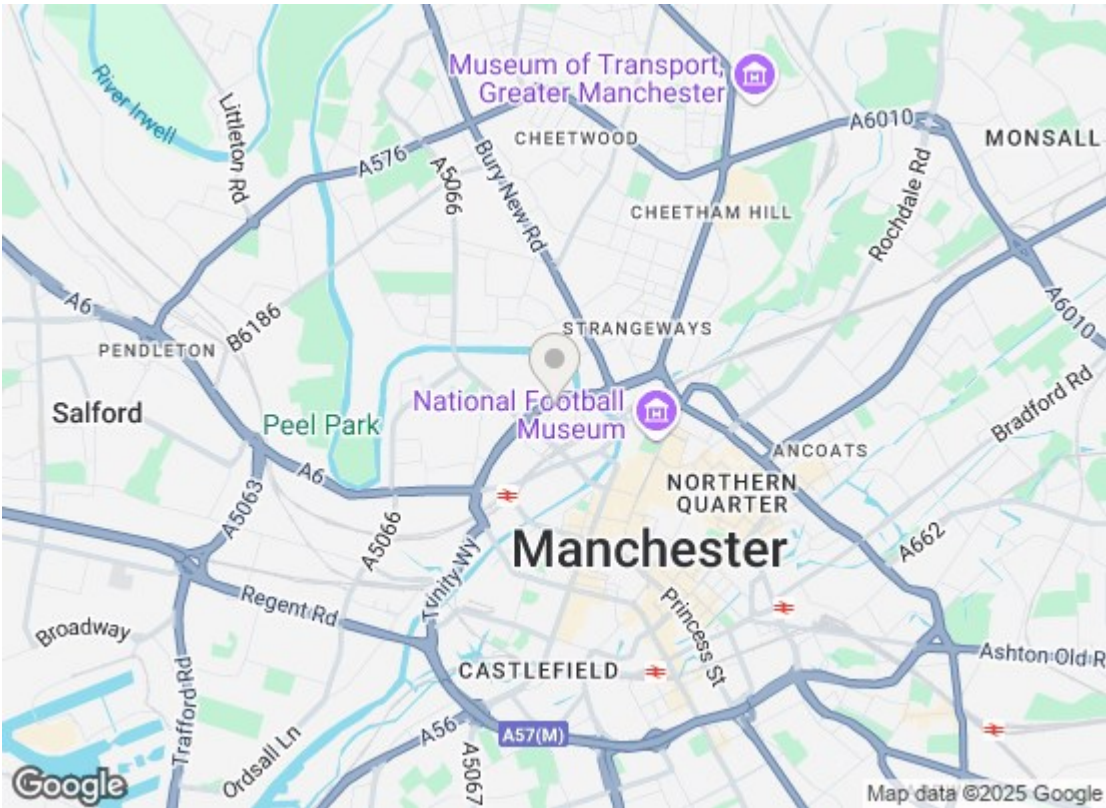 Museum of Transport,
Greater Manchester
River Irwell
Littleton Rd
A576
A5066
Bury New Rd
CHEETWOOD
A6010
MONSALL
CHEETHAM HILL
Rochdale Rd
A6
B6186
PENDLETON
STRANGEWAYS
A6010
Salford
Peel Park
National Football
Museum
Bradford Rd
ANCOATS
NORTHERN
QUARTER
A6
A5063
A5066
Manchester
A662
Trinity Wy
Regent Rd
Princess St
Broadway
Trafford Rd
CASTLEFIELD
Ashton Old R
Ordsall Ln
A56
A57(M)
A5067
Google
Map data ©2025 Google